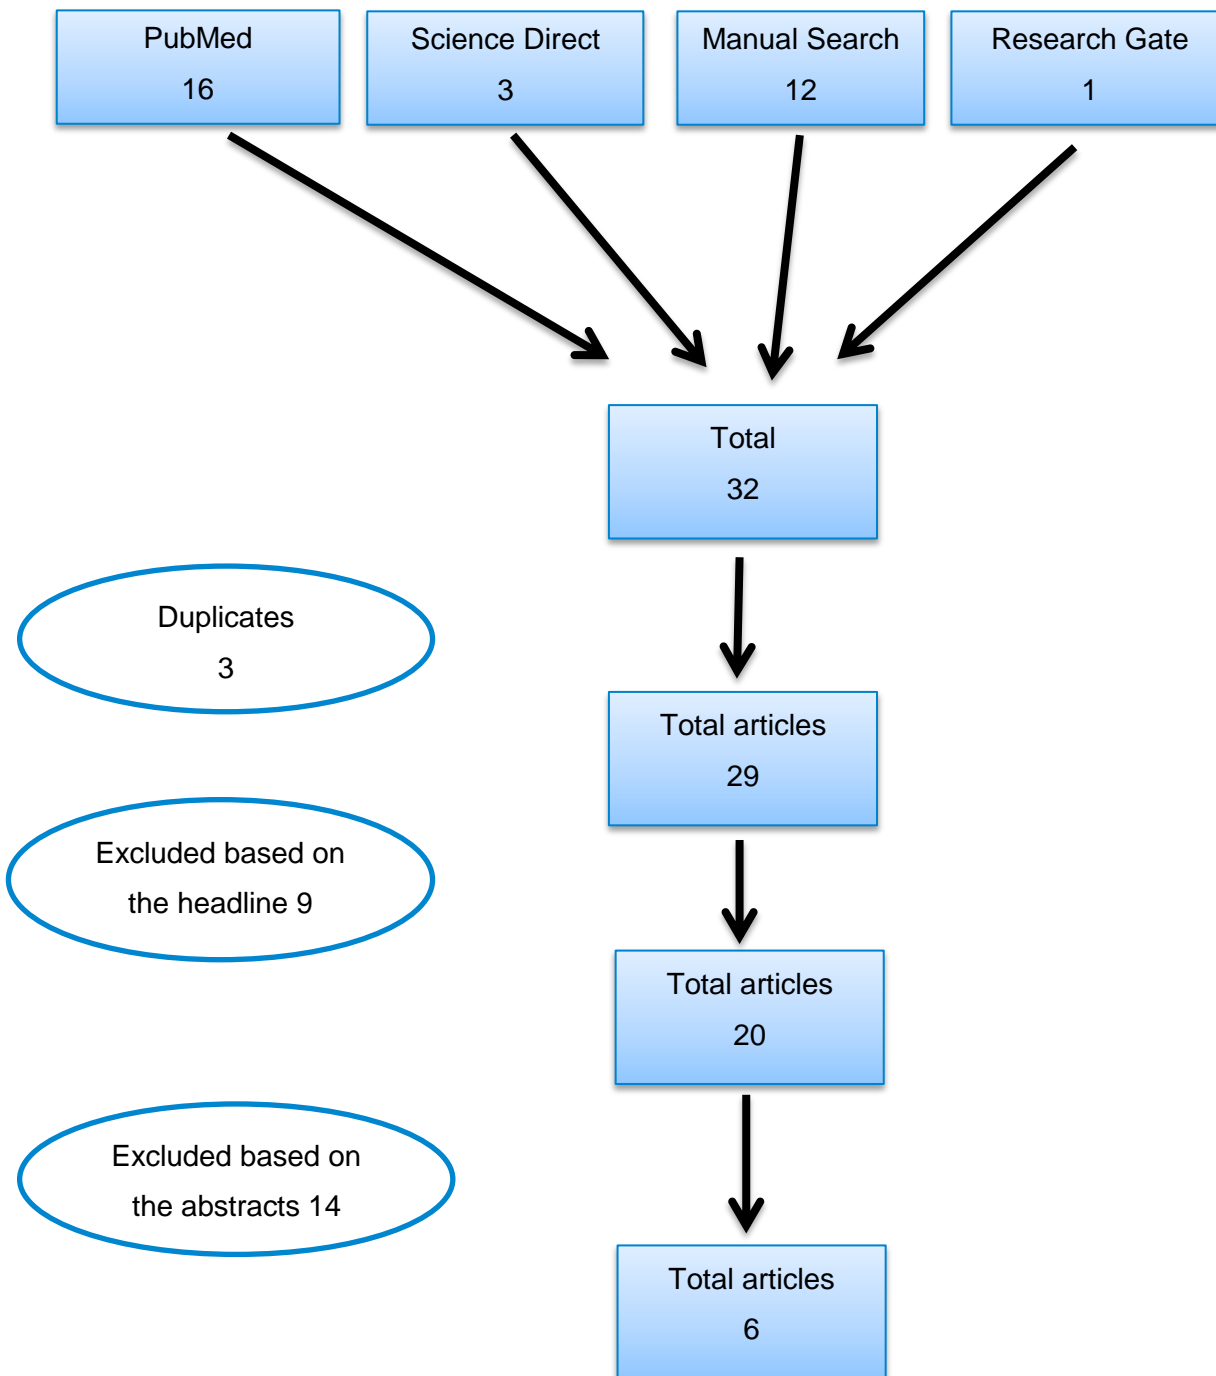 PubMed
16
Science Direct
3
Manual Search
12
Research Gate
1
Total
32
Duplicates
3
Total articles
29
Excluded based on
the headline 9
Total articles
20
Excluded based on
the abstracts 14
Total articles
6